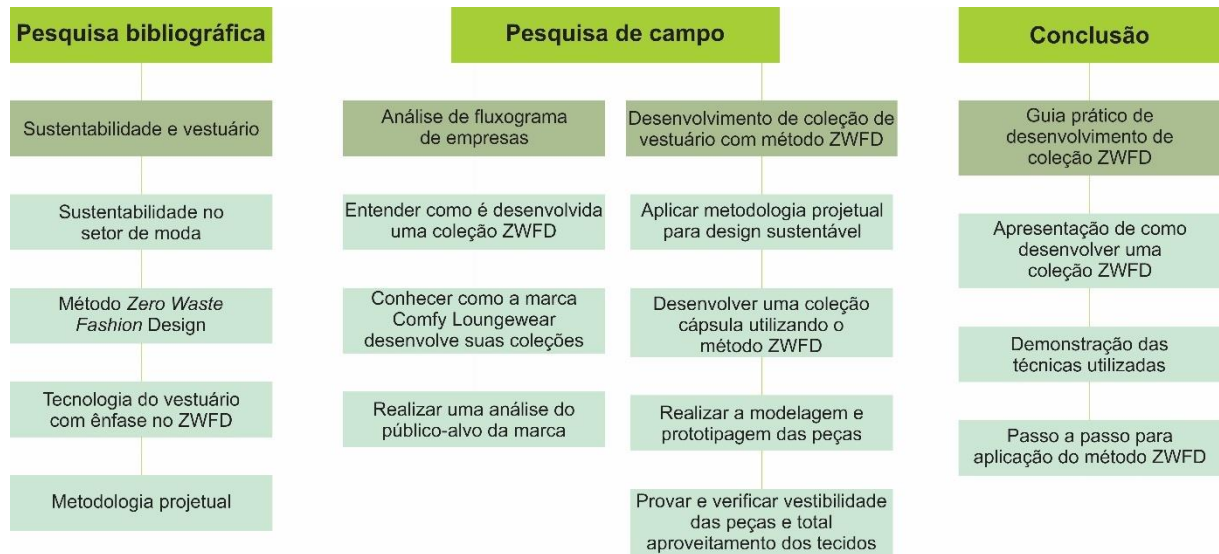 Pesquisa bibliográfica
Sustentabilidade e vestuário
Sustentabilidade no
setor de moda
Método Zero Waste
Fashion Design
Tecnologia do vestuário
com ênfase no ZWFD
Metodologia projetual
Pesquisa de campo
Análise de fluxograma
de empresas
Entender como é desenvolvida
uma coleção ZWFD
Conhecer como a marca
Comfy Loungewear
desenvolve suas coleções
Realizar uma análise do
público-alvo da marca
Desenvolvimento de coleção de
vestuário com método ZWFD
Aplicar metodologia projetual
para design sustentável
Desenvolver uma coleção
cápsula utilizando o
método ZWFD
Realizar a modelagem e
prototipagem das peças
Provar e verificar vestibilidade
das peças e total
aproveitamento dos tecidos
Conclusão
Guia prático de
desenvolvimento de
coleção ZWFD
Apresentação de como
desenvolver uma
coleção ZWFD
Demonstração das
técnicas utilizadas
Passo a passo para
aplicação do método ZWFD